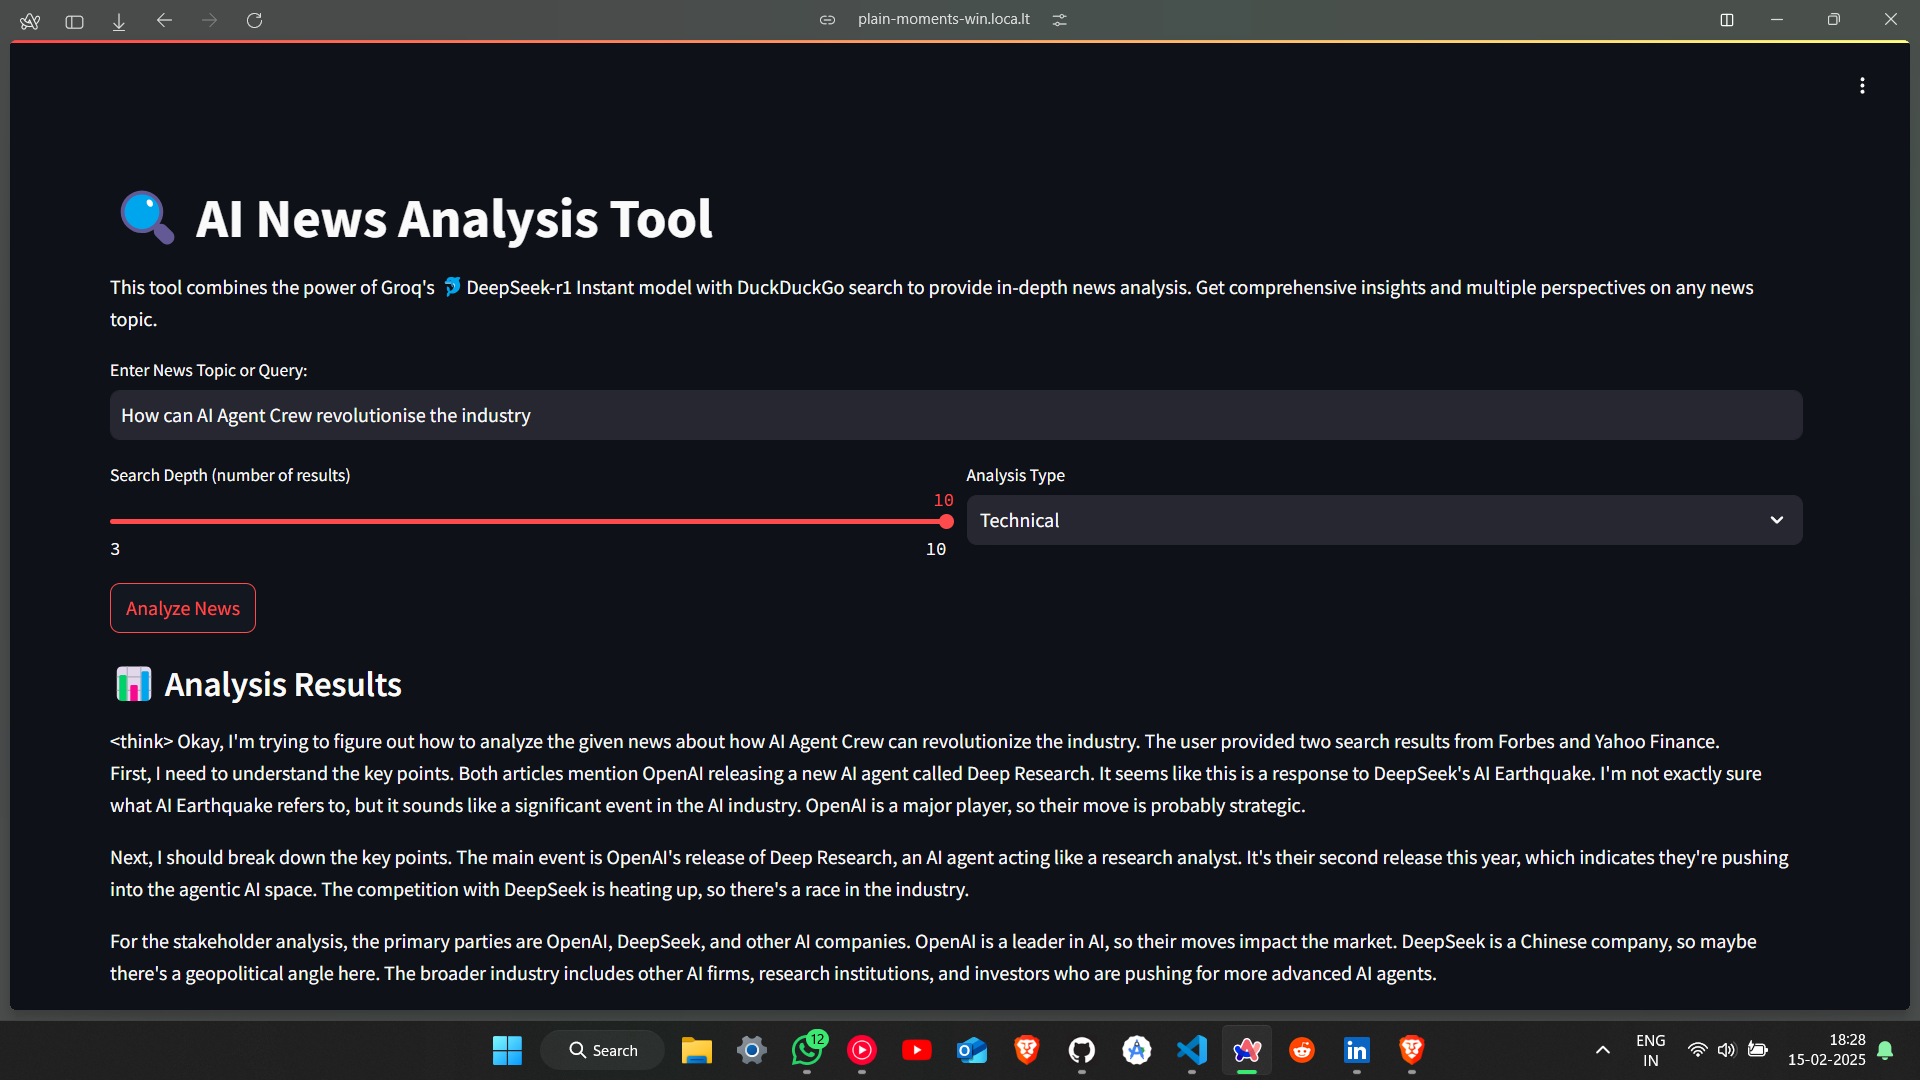 plain-moments-win.loca.lt
AI News Analysis Tool
This tool combines the power of Groq's DeepSeek-r1 Instant model with DuckDuckGo search to provide in-depth news analysis. Get comprehensive insights and multiple perspectives on any news
topic.
Enter News Topic or Query:
How can AI Agent Crew revolutionise the industry
Search Depth (number of results)
10
3
10
Analysis Type
Technical
Analyze News
Analysis Results
<think> Okay, I'm trying to figure out how to analyze the given news about how AI Agent Crew can revolutionize the industry. The user provided two search results from Forbes and Yahoo Finance.
First, I need to understand the key points. Both articles mention OpenAI releasing a new AI agent called Deep Research. It seems like this is a response to DeepSeek's AI Earthquake. I'm not exactly sure
what AI Earthquake refers to, but it sounds like a significant event in the AI industry. OpenAI is a major player, so their move is probably strategic.
Next, I should break down the key points. The main event is OpenAI's release of Deep Research, an AI agent acting like a research analyst. It's their second release this year, which indicates they're pushing
into the agentic AI space. The competition with DeepSeek is heating up, so there's a race in the industry.
For the stakeholder analysis, the primary parties are OpenAI, DeepSeek, and other AI companies. OpenAI is a leader in AI, so their moves impact the market. DeepSeek is a Chinese company, so maybe
there's a geopolitical angle here. The broader industry includes other AI firms, research institutions, and investors who are pushing for more advanced AI agents.
Search
12
in
ENG
IN
18:28
15-02-2025